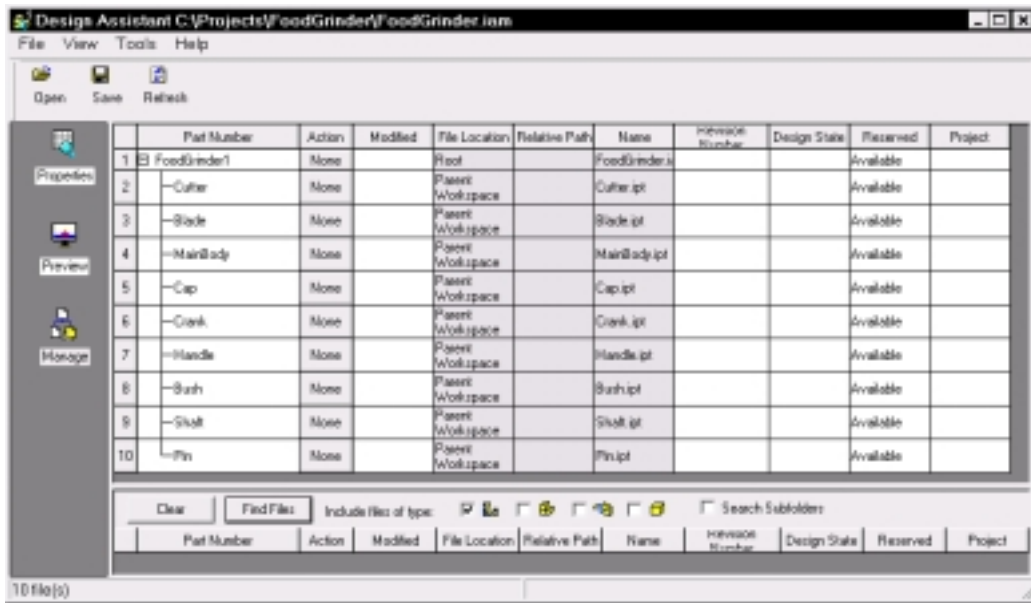 Design Assistant C:\Projects\FoodGrinder\FoodGrinder.iam
File View Tools Help
Open Save Refresh
Properties
Preview
Manage
Part Number Action Modified File Location Relative Path Name Revision Number Design State Reserved Project
1 FoodGrinder1 None Root FoodGrinder.i Available
2 Cutter None Parent Workspace Cutter.ipt Available
3 Blade None Parent Workspace Blade.ipt Available
4 MainBody None Parent Workspace MainBody.ipt Available
5 Cap None Parent Workspace Cap.ipt Available
6 Crank None Parent Workspace Crank.ipt Available
7 Handle None Parent Workspace Handle.ipt Available
8 Bush None Parent Workspace Bush.ipt Available
9 Shaft None Parent Workspace Shaft.ipt Available
10 Pin None Parent Workspace Pin.ipt Available
Clear Find Files Include files of type: Search Subfolders
Part Number Action Modified File Location Relative Path Name Revision Number Design State Reserved Project
10 file(s)